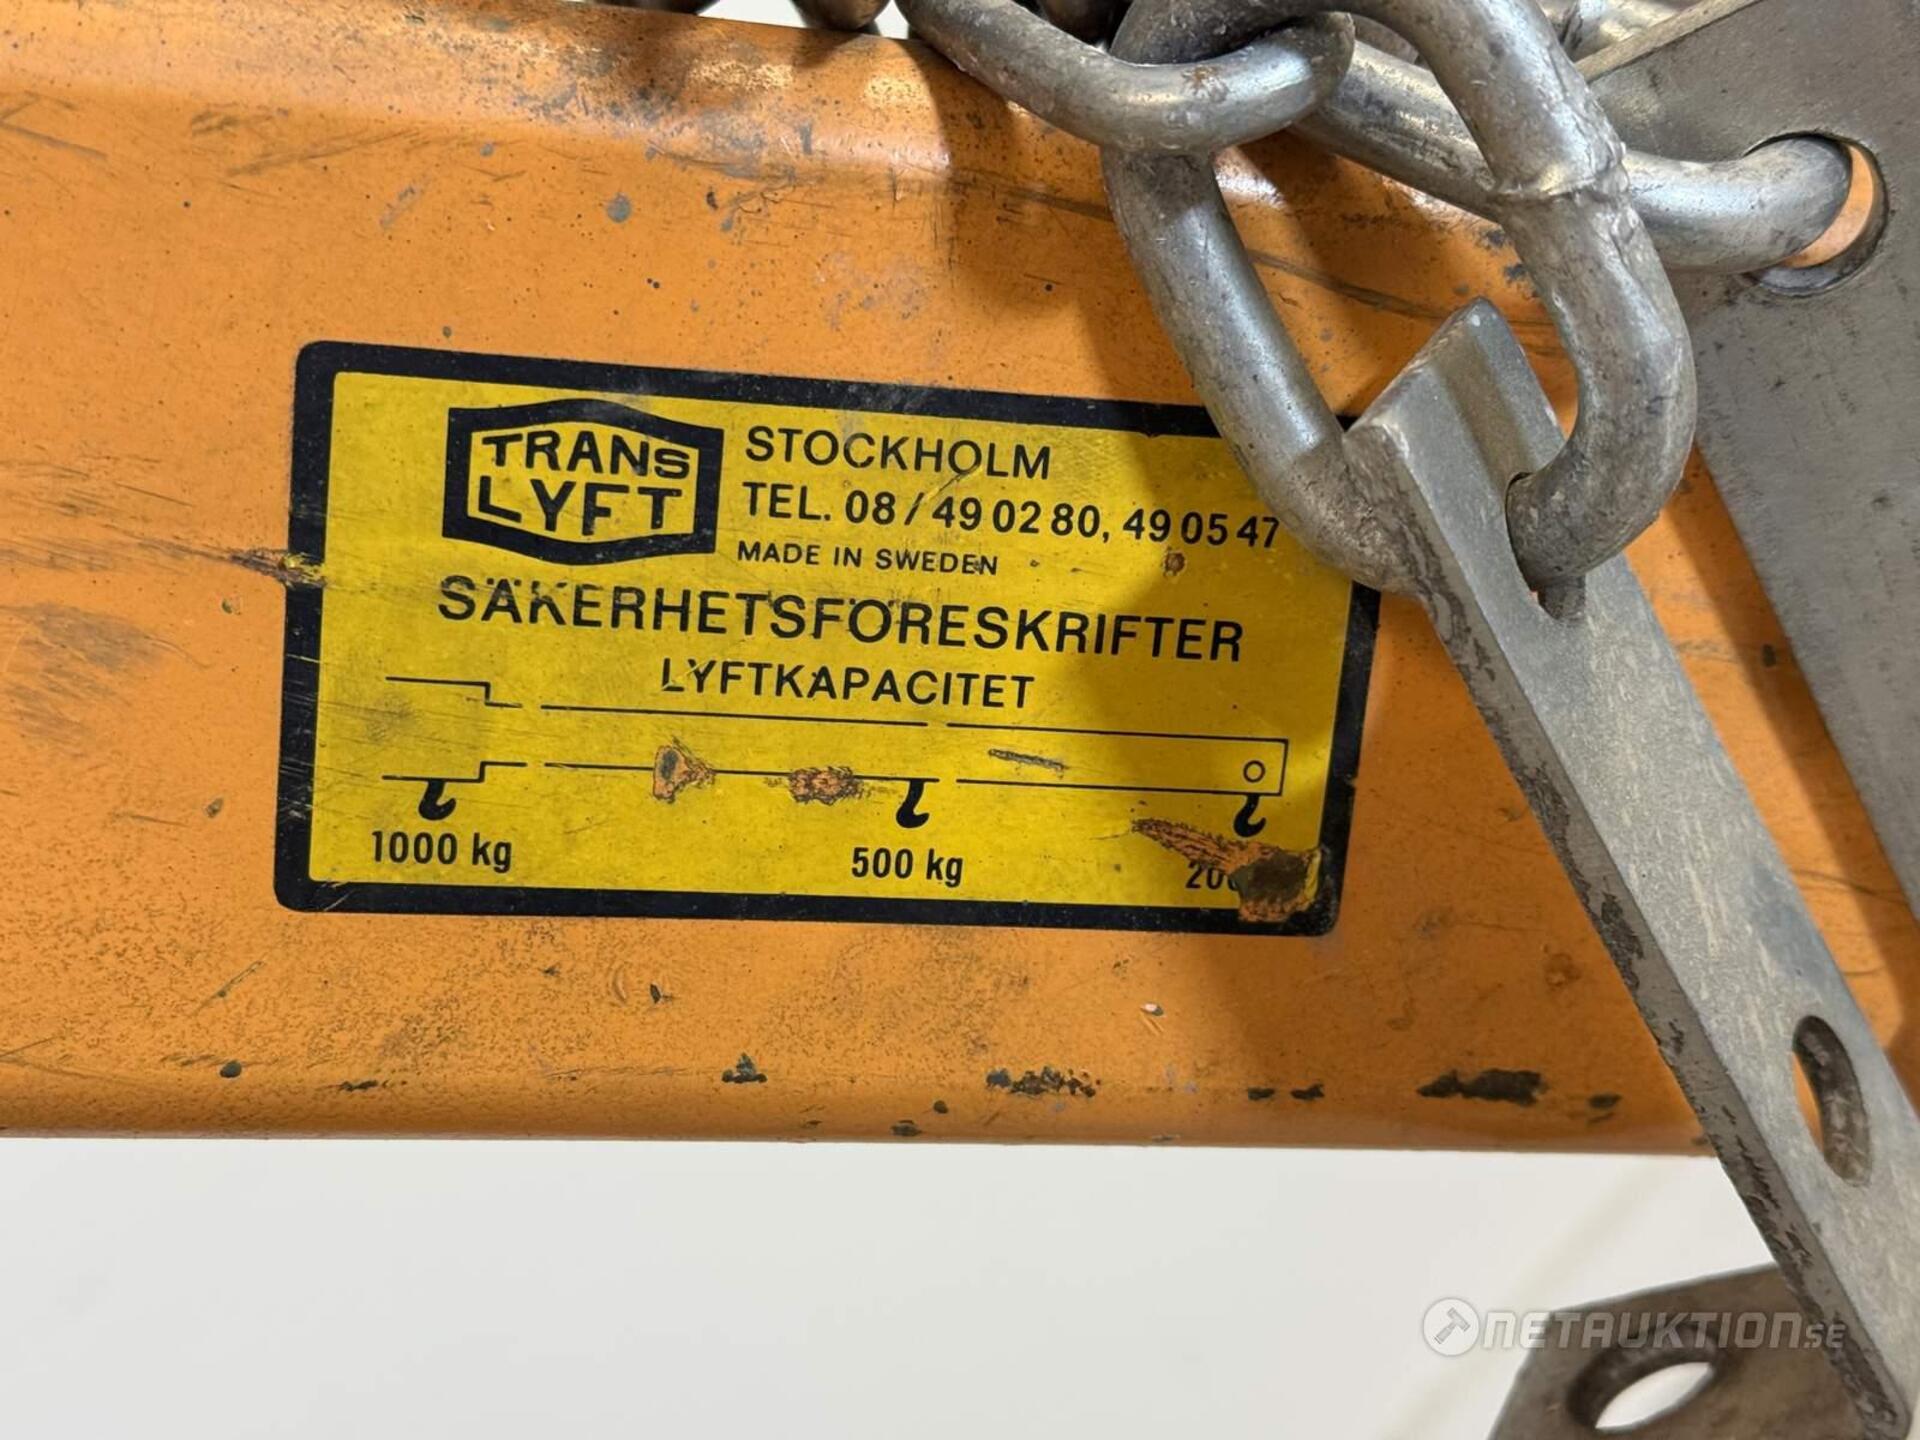 TRANS
LYFT
STOCKHOLM
TEL. 08/49 02 80, 49 05 47
MADE IN SWEDEN
SÄKERHETSFÖRESKRIFTER
LYFTKAPACITET
1000 kg 500 kg
NETAUKTION.SE